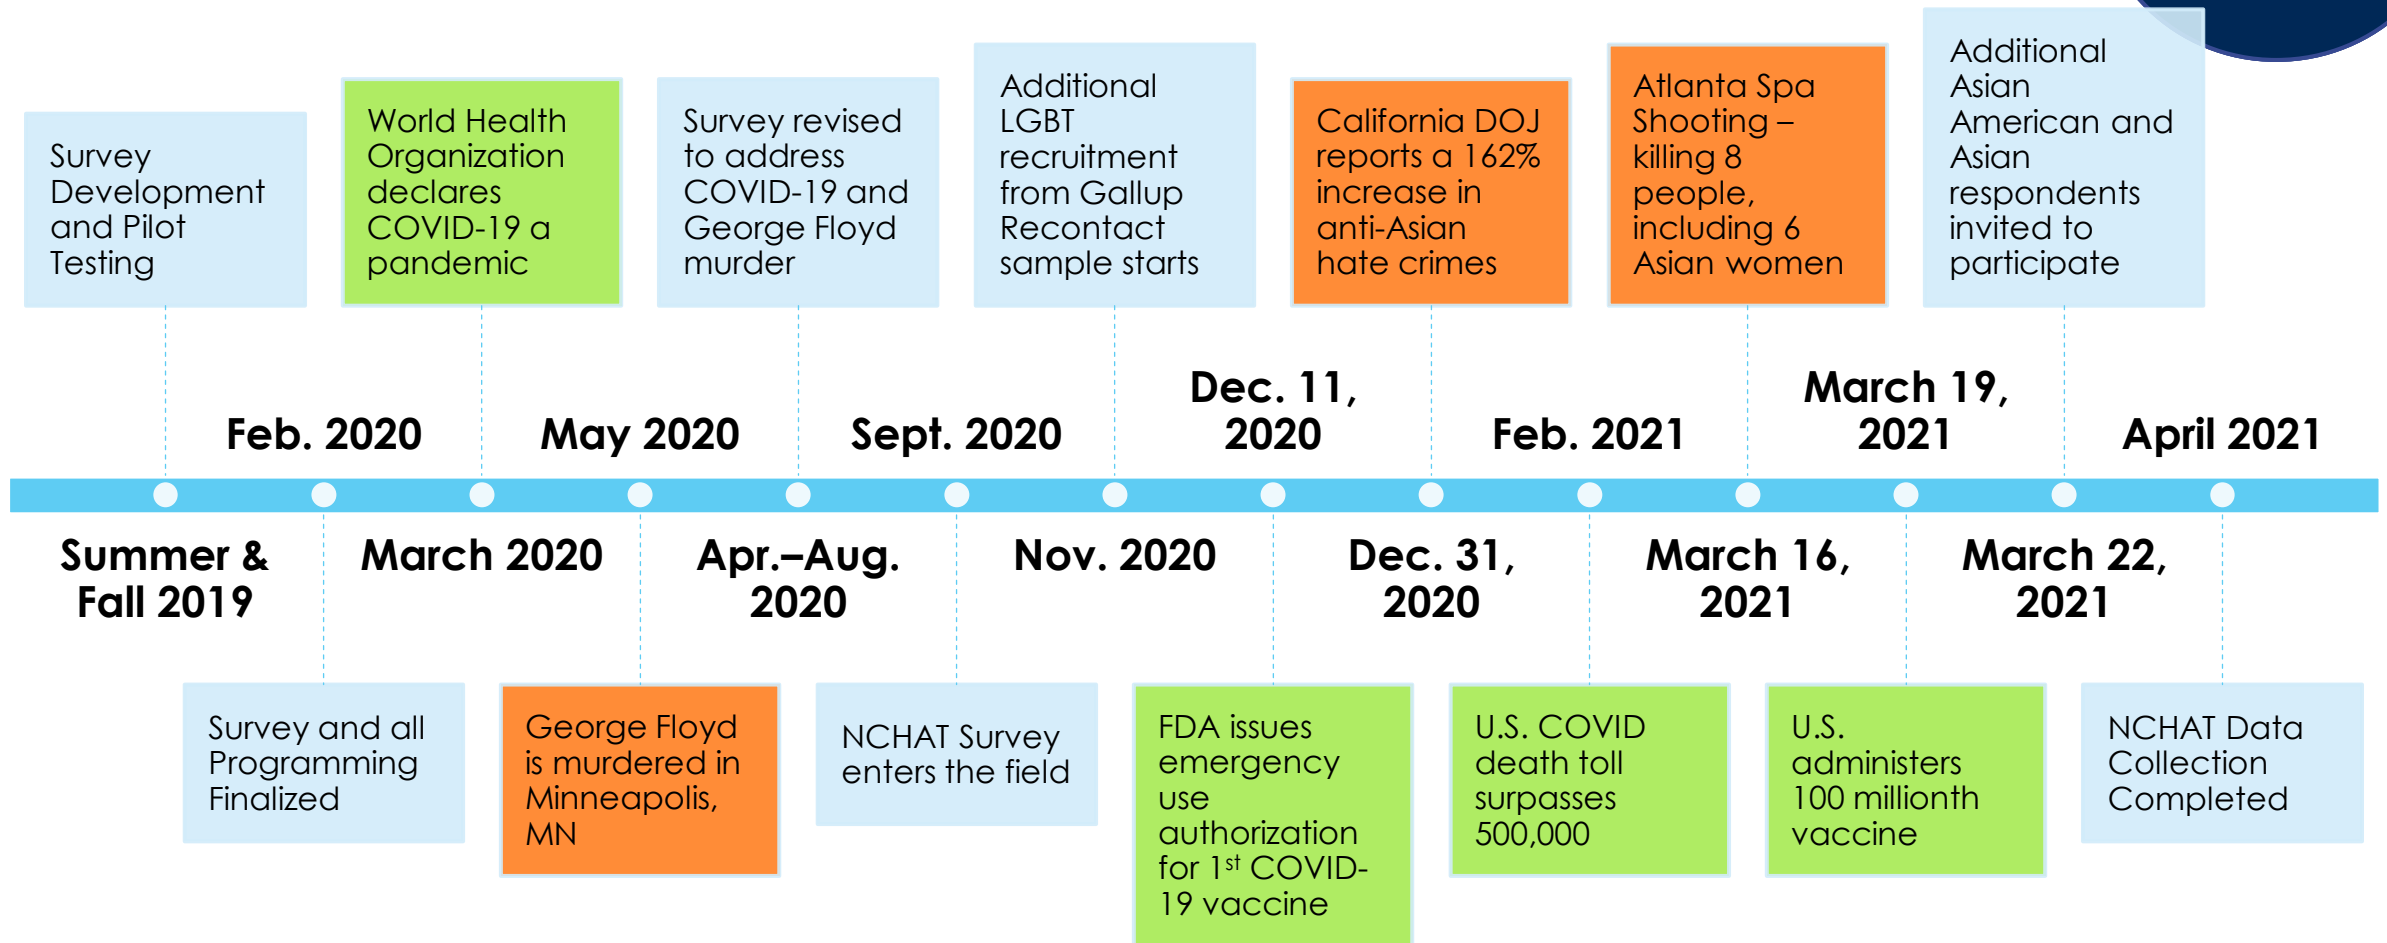 Survey
Development
and Pilot
Testing
World Health
Organization
declares
COVID-19 a
pandemic
Survey revised
to address
COVID-19 and
George Floyd
murder
Additional
LGBT
recruitment
from Gallup
Recontact
sample starts
California DOJ
reports a 162%
increase in
anti-Asian
hate crimes
Atlanta Spa
Shooting –
killing 8
people,
including 6
Asian women
Additional
Asian
American and
Asian
respondents
invited to
participate
Feb. 2020
May 2020
Sept. 2020
Dec. 11,
2020
Feb. 2021
March 19,
2021
April 2021
Summer &
Fall 2019
March 2020
Apr.–Aug.
2020
Nov. 2020
Dec. 31,
2020
March 16,
2021
March 22,
2021
Survey and all
Programming
Finalized
George Floyd
is murdered in
Minneapolis,
MN
NCHAT Survey
enters the field
FDA issues
emergency
use
authorization
for 1st COVID-
19 vaccine
U.S. COVID
death toll
surpasses
500,000
U.S.
administers
100 millionth
vaccine
NCHAT Data
Collection
Completed